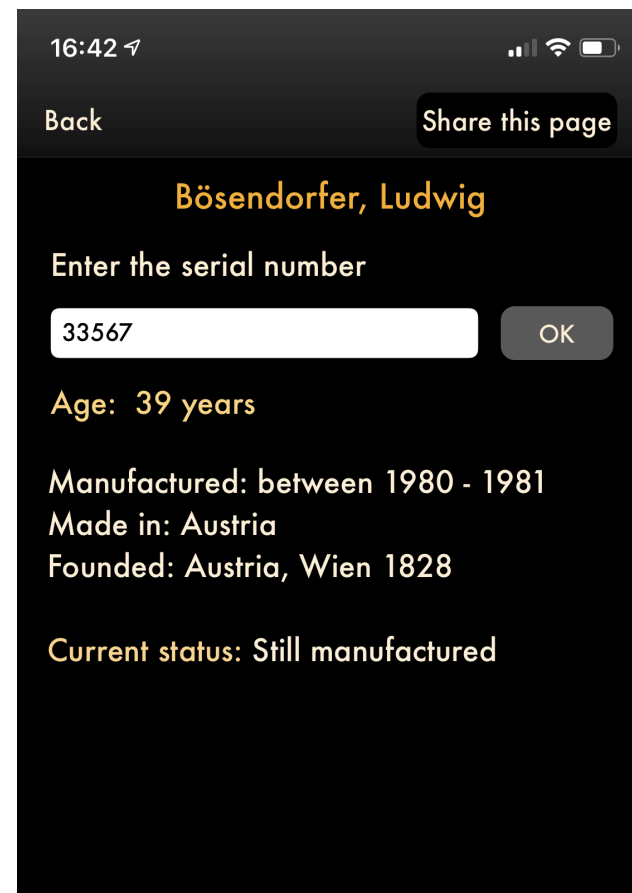 16:42
Back
Share this page
Bösendorfer, Ludwig
Enter the serial number
33567
OK
Age: 39 years
Manufactured: between 1980 - 1981
Made in: Austria
Founded: Austria, Wien 1828
Current status: Still manufactured